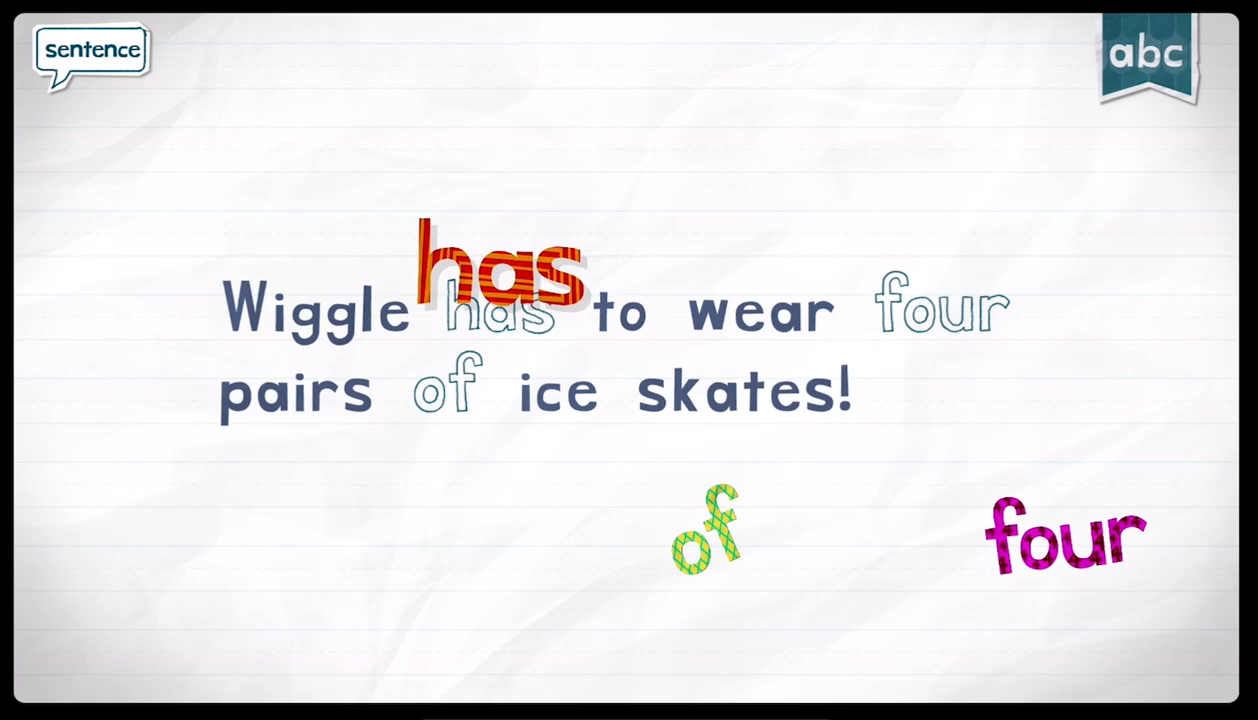 sentence
abc
has
Wiggle has to wear four
pairs of ice skates!
of
four